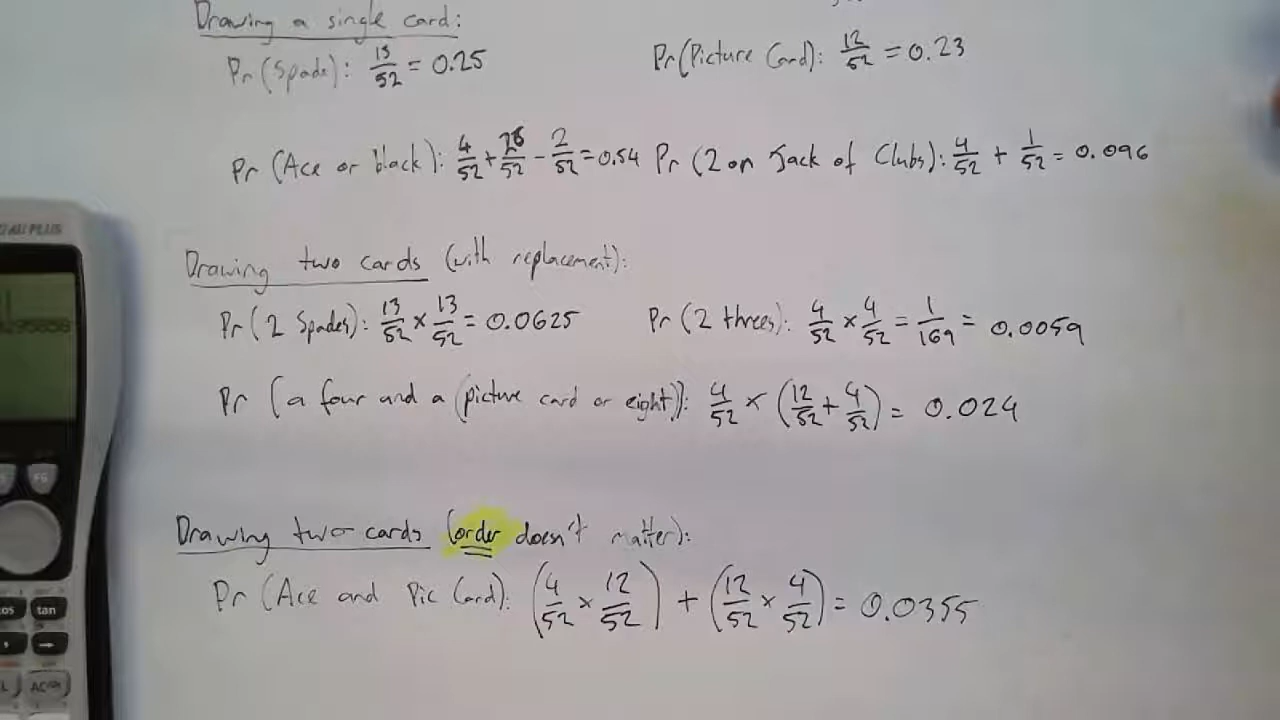 Drawing a single card:
Pr(Spade): 13/52 = 0.25
Pr(Picture Card): 12/52 = 0.23
Pr (Ace or black): 4/52 + 26/52 - 2/52 = 0.54
Pr (2 or Jack of Clubs): 4/52 + 1/52 = 0.096
Drawing two cards (with replacement):
Pr(2 Spades): 13/52 × 13/52 = 0.0625
Pr (2 threes): 4/52 × 4/52 = 1/169 = 0.0059
Pr (a four and a (picture card or eight)): 4/52 × (12/52 + 4/52) = 0.024
Drawing two cards (order doesn't matter):
Pr (Ace and Pic Card): (4/52 × 12/52) + (12/52 × 4/52) = 0.0355
PLUS
F6
tan
AC/ON